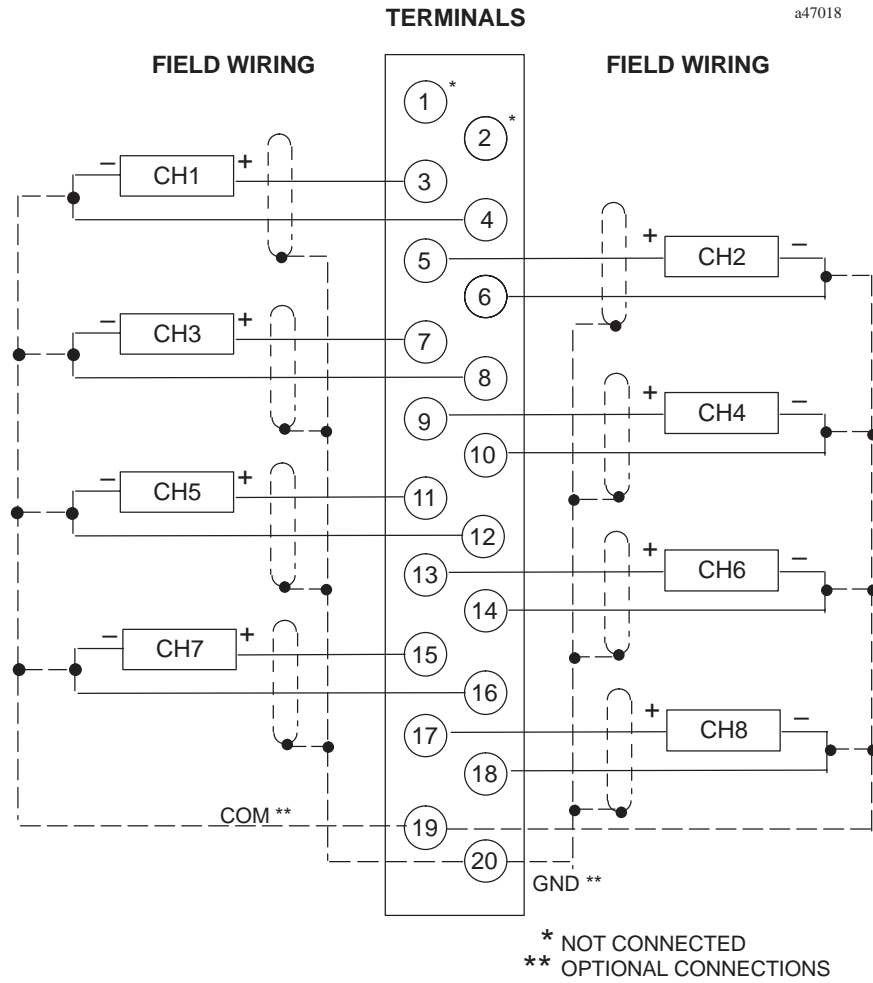 TERMINALS
a47018
FIELD WIRING
FIELD WIRING
1 *
2 *
– CH1 +
3
4
5
+ CH2 –
6
– CH3 +
7
8
9
+ CH4 –
10
– CH5 +
11
12
13
+ CH6 –
14
– CH7 +
15
16
17
+ CH8 –
18
COM **
19
20
GND **
* NOT CONNECTED
** OPTIONAL CONNECTIONS